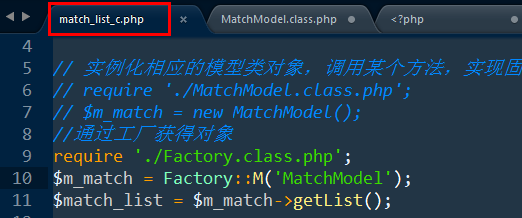 match_list_c.php × MatchModel.class.php <?php
4
5 // 实例化相应的模型类对象，调用某个方法，实现固
6 // require './MatchModel.class.php';
7 // $m_match = new MatchModel();
8 //通过工厂获得对象
9 require './Factory.class.php';
10 $m_match = Factory::M('MatchModel');
11 $match_list = $m_match->getList();